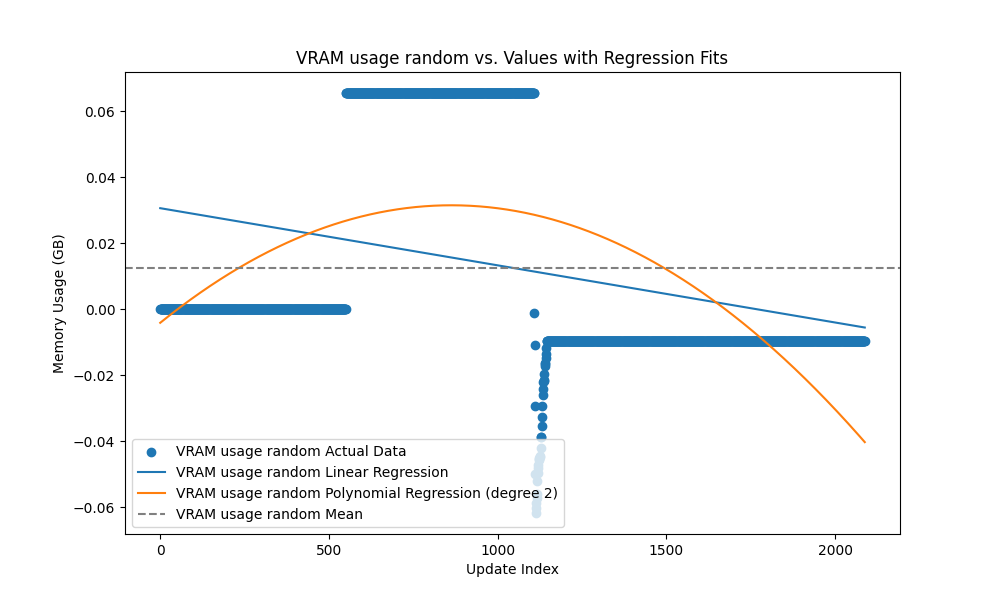 VRAM usage random vs. Values with Regression Fits
Memory Usage (GB)
0.06
0.04
0.02
0.00
−0.02
−0.04
−0.06
VRAM usage random Actual Data
VRAM usage random Linear Regression
VRAM usage random Polynomial Regression (degree 2)
VRAM usage random Mean
0 500 1000 1500 2000
Update Index